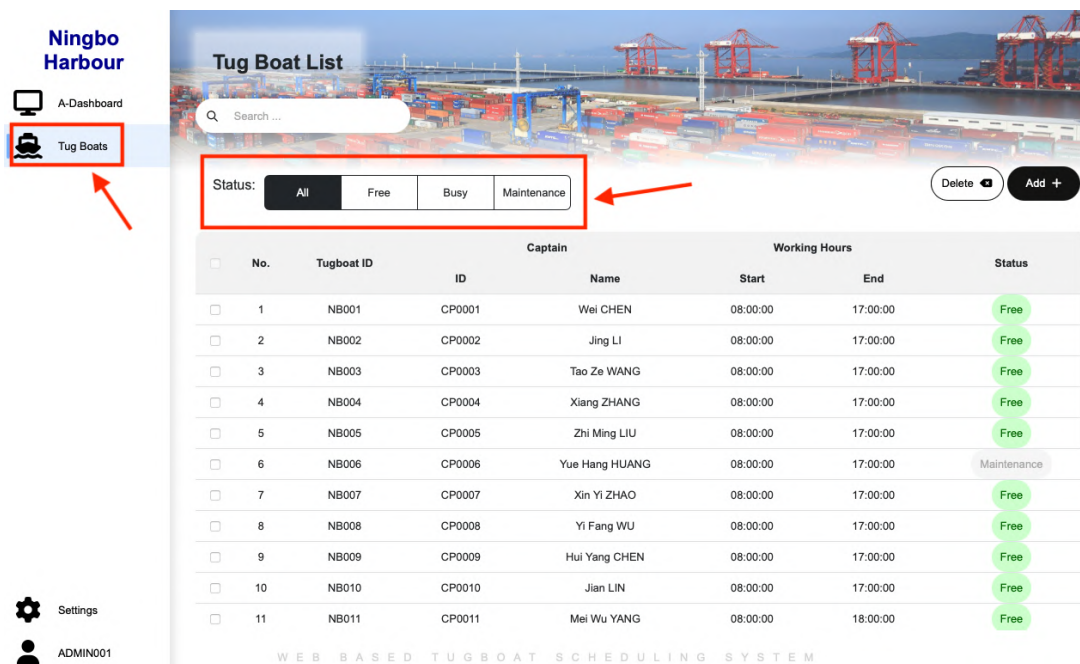 Ningbo
Harbour
A-Dashboard
Tug Boats
Settings
ADMIN001
Tug Boat List
Search ...
Status: All Free Busy Maintenance
Delete Add +
No. Tugboat ID Captain Working Hours Status
ID Name Start End
1 NB001 CP0001 Wei CHEN 08:00:00 17:00:00 Free
2 NB002 CP0002 Jing LI 08:00:00 17:00:00 Free
3 NB003 CP0003 Tao Ze WANG 08:00:00 17:00:00 Free
4 NB004 CP0004 Xiang ZHANG 08:00:00 17:00:00 Free
5 NB005 CP0005 Zhi Ming LIU 08:00:00 17:00:00 Free
6 NB006 CP0006 Yue Hang HUANG 08:00:00 17:00:00 Maintenance
7 NB007 CP0007 Xin Yi ZHAO 08:00:00 17:00:00 Free
8 NB008 CP0008 Yi Fang WU 08:00:00 17:00:00 Free
9 NB009 CP0009 Hui Yang CHEN 08:00:00 17:00:00 Free
10 NB010 CP0010 Jian LIN 08:00:00 17:00:00 Free
11 NB011 CP0011 Mei Wu YANG 08:00:00 18:00:00 Free
WEB BASED TUGBOAT SCHEDULING SYSTEM